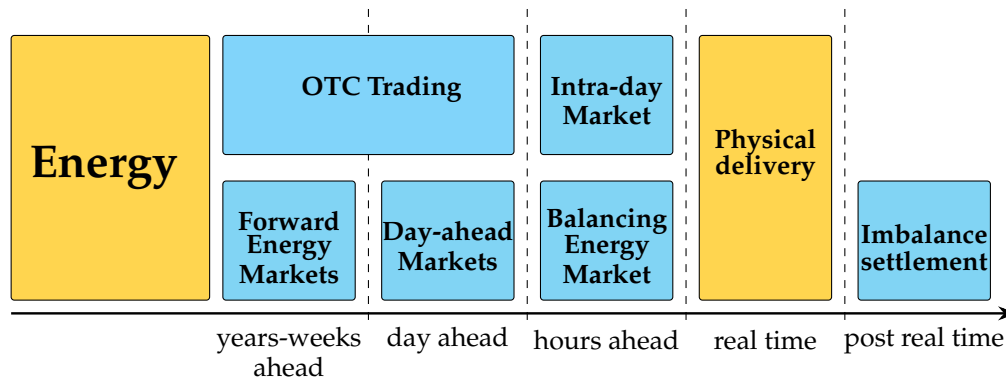 Energy
OTC Trading
Intra-day
Market
Physical
delivery
Forward
Energy
Markets
Day-ahead
Markets
Balancing
Energy
Market
Imbalance
settlement
years-weeks
ahead
day ahead
hours ahead
real time
post real time